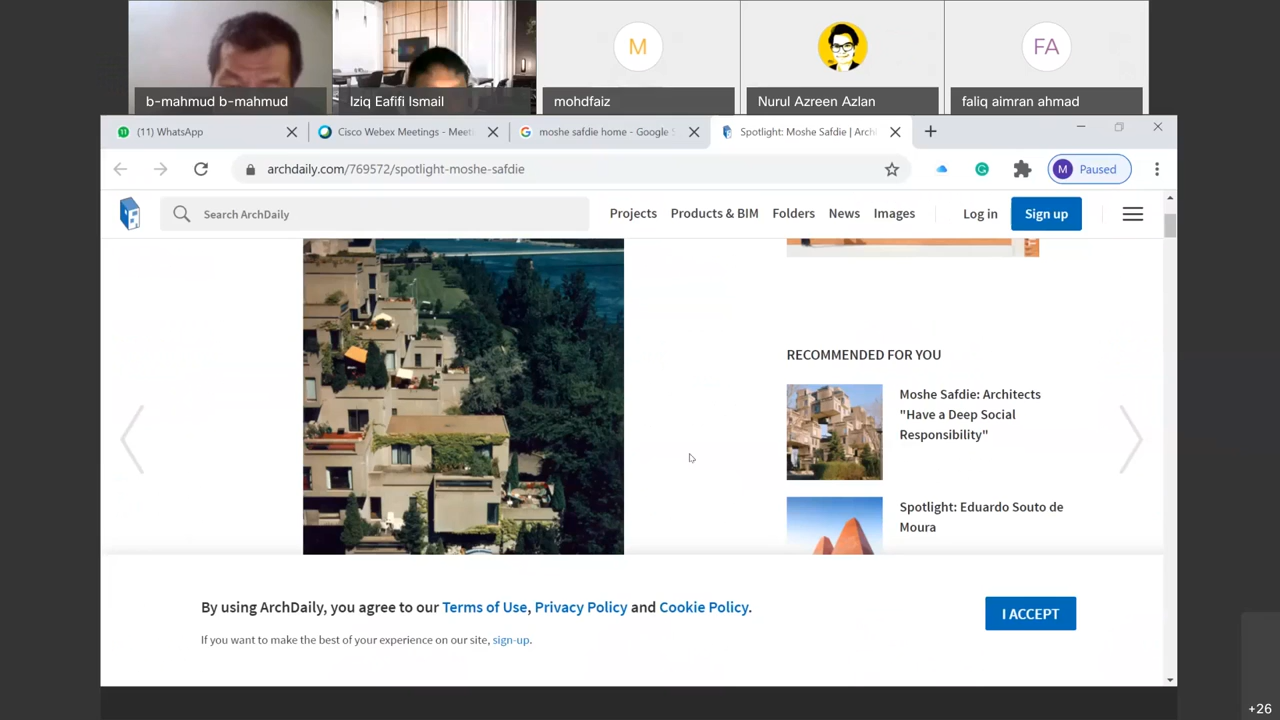 M
FA
b-mahmud b-mahmud
Iziq Eafifi Ismail
mohdfaiz
Nurul Azreen Azlan
faliq aimran ahmad
11
(11) WhatsApp
Cisco Webex Meetings - Meeti
moshe safdie home - Google S
Spotlight: Moshe Safdie | Archi
archdaily.com/769572/spotlight-moshe-safdie
M
Paused
Search ArchDaily
Projects
Products & BIM
Folders
News
Images
Log in
Sign up
RECOMMENDED FOR YOU
Moshe Safdie: Architects
"Have a Deep Social
Responsibility"
Spotlight: Eduardo Souto de
Moura
By using ArchDaily, you agree to our Terms of Use, Privacy Policy and Cookie Policy.
If you want to make the best of your experience on our site, sign-up.
I ACCEPT
+26